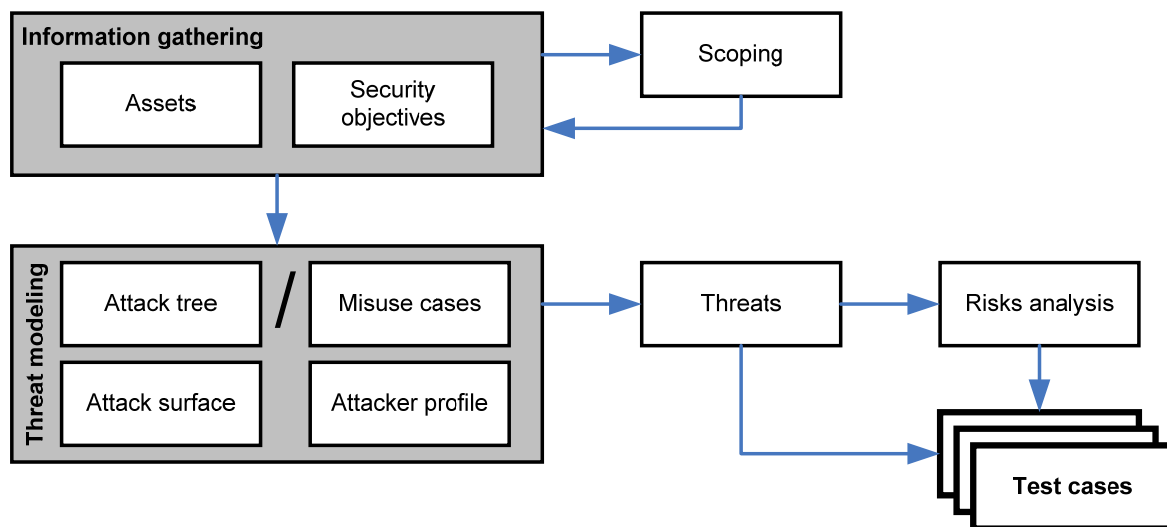 Information gathering
Assets
Security
objectives
Scoping
Threat modeling
Attack tree
/
Misuse cases
Attack surface
Attacker profile
Threats
Risks analysis
Test cases